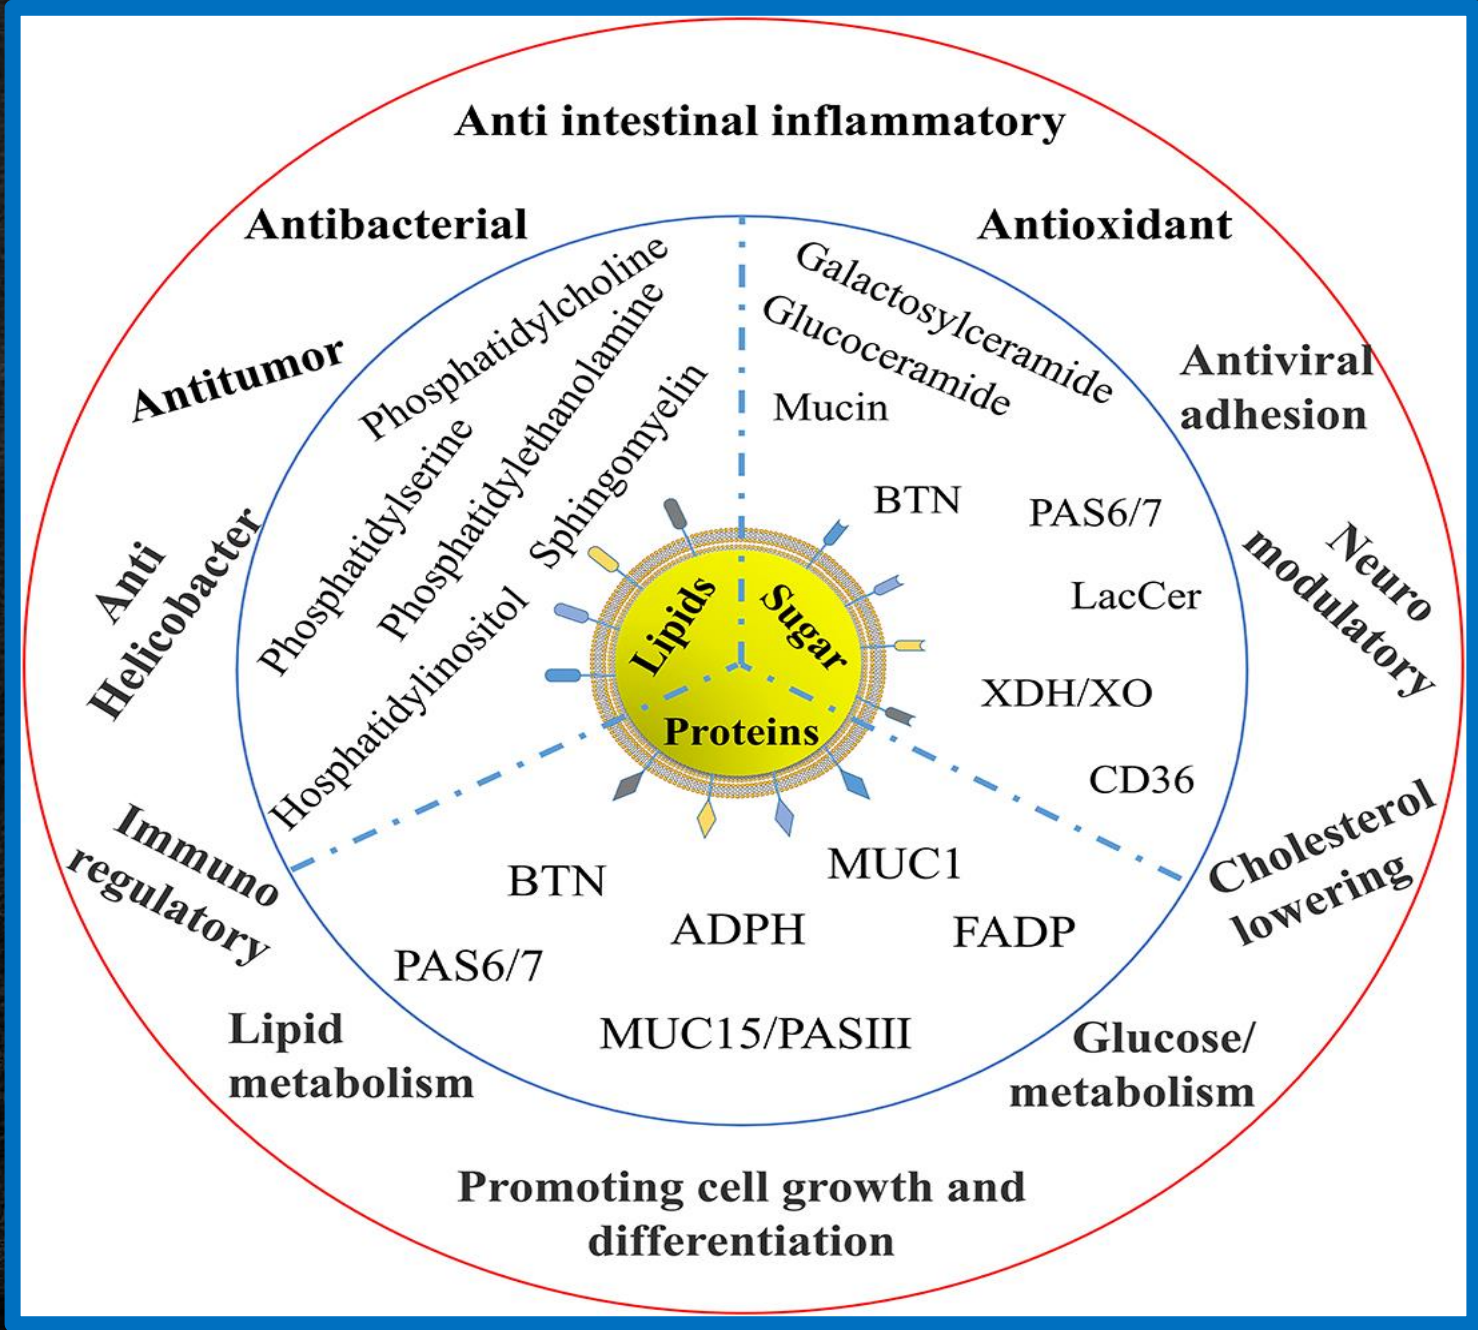 Anti intestinal inflammatory
Antibacterial
Antioxidant
Antitumor
Antiviral
adhesion
Anti
Helicobacter
Neuro
modulatory
Immuno
regulatory
Cholesterol
lowering
Lipid
metabolism
Glucose/
metabolism
Promoting cell growth and
differentiation
Phosphatidylcholine
Phosphatidylethanolamine
Phosphatidylserine
Sphingomyelin
Hosphatidylinositol
Galactosylceramide
Glucoceramide
Mucin
BTN
PAS6/7
LacCer
XDH/XO
CD36
Lipids
Sugar
Proteins
BTN
MUC1
ADPH
FADP
PAS6/7
MUC15/PASIII